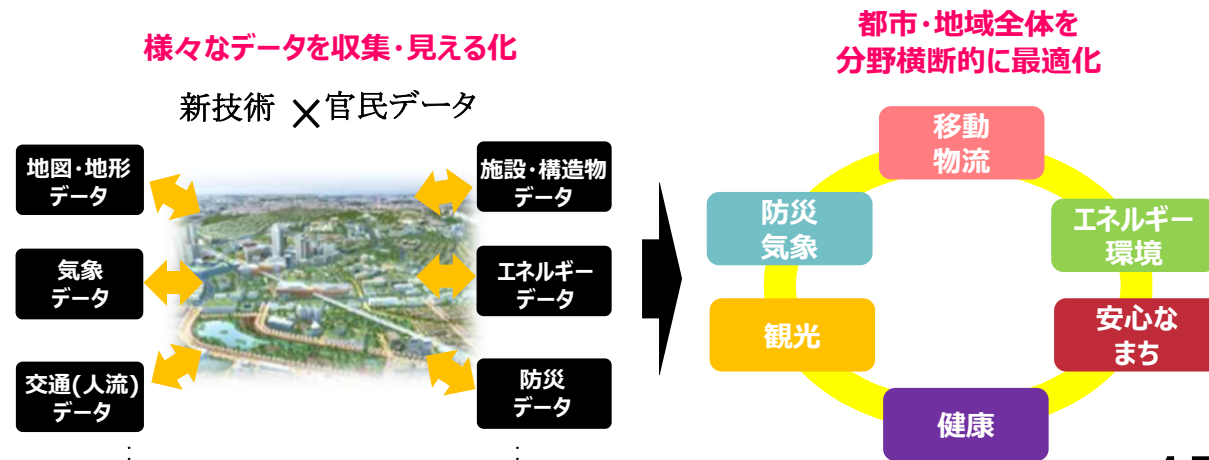 様々なデータを収集・見える化
新技術 ×官民データ
地図・地形
データ
気象
データ
交通(人流)
データ
施設・構造物
データ
エネルギー
データ
防災
データ
都市・地域全体を
分野横断的に最適化
移動
物流
防災
気象
エネルギー
環境
観光
安心な
まち
健康